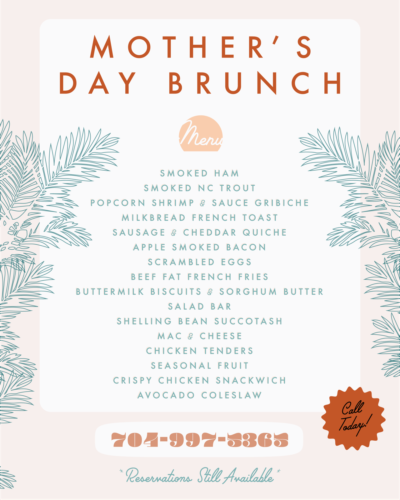 MOTHER'S
DAY BRUNCH
Menu
SMOKED HAM
SMOKED NC TROUT
POPCORN SHRIMP // SAUCE GRIBICHE
MILKBREAD FRENCH TOAST
SAUSAGE // CHEDDAR QUICHE
APPLE SMOKED BACON
SCRAMBLED EGGS
BEEF FAT FRENCH FRIES
BUTTERMILK BISCUITS // SORGHUM BUTTER
SALAD BAR
SHELLING BEAN SUCCOTASH
MAC // CHEESE
CHICKEN TENDERS
SEASONAL FRUIT
CRISPY CHICKEN SNACKWICH
AVOCADO COLESLAW
Call
Today!
704-997-5365
"Reservations Still Available"